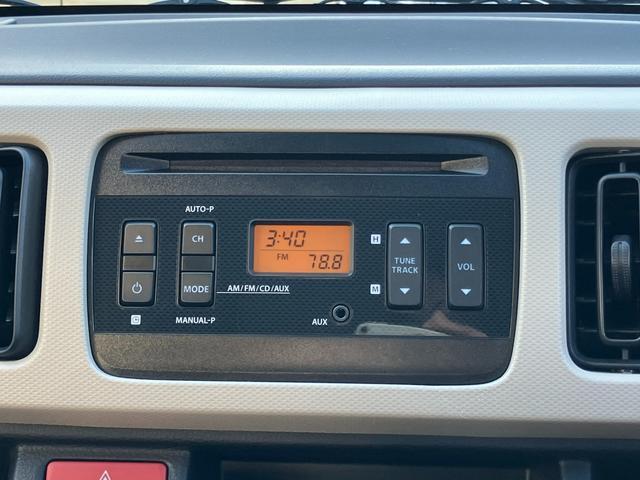 AUTO-P
CH
3:40
FM 78.8
H
TUNE
TRACK
VOL
MODE
AM/FM/CD/AUX
M
C
MANUAL-P
AUX